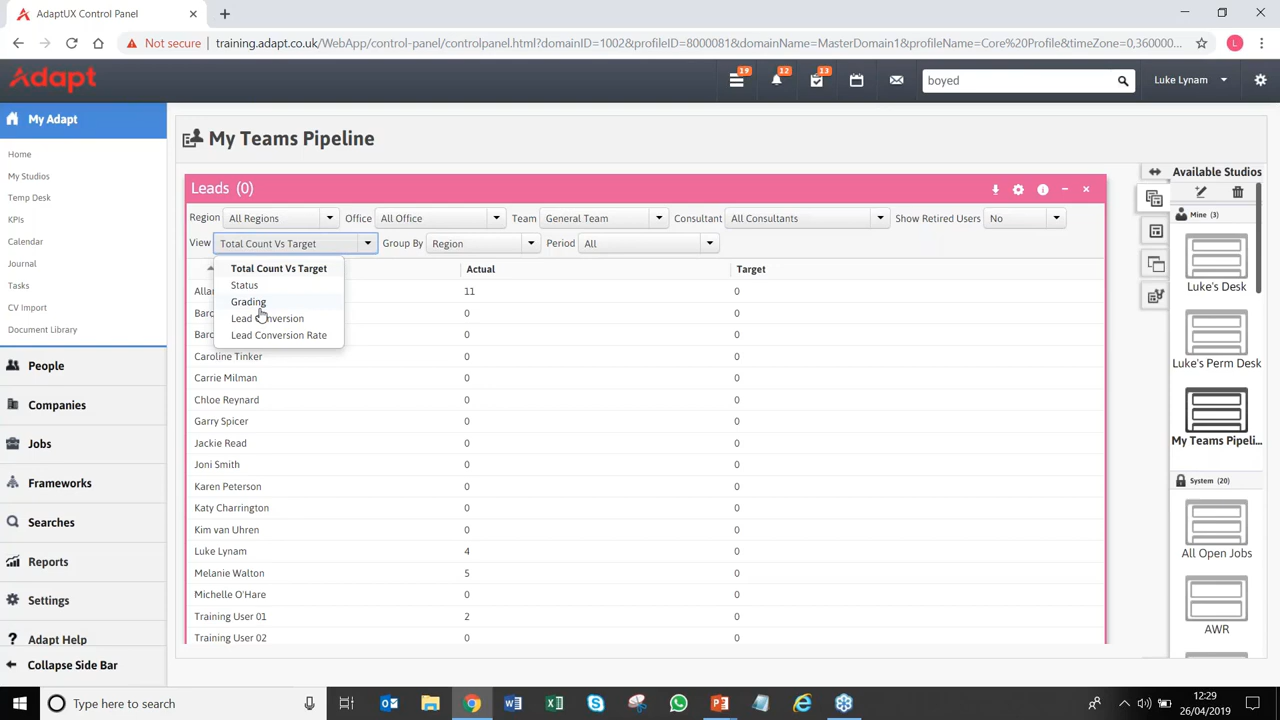 AdaptUX Control Panel
Not secure
training.adapt.co.uk/WebApp/control-panel/controlpanel.html?domainID=1002&profileID=8000081&domainName=MasterDomain1&profileName=Core%20Profile&timeZone=0,360000...
L
Adapt
19
12
13
boyed
Luke Lynam
My Adapt
Home
My Studios
Temp Desk
KPIs
Calendar
Journal
Tasks
CV Import
Document Library
People
Companies
Jobs
Frameworks
Searches
Reports
Settings
? Adapt Help
Collapse Side Bar
My Teams Pipeline
Leads (0)
Region All Regions Office All Office Team General Team Consultant All Consultants Show Retired Users No
View Total Count Vs Target Group By Region Period All
Total Count Vs Target
Status
Grading
Lead Conversion
Lead Conversion Rate
Actual Target
Alla 11 0
Baro 0 0
Baro 0 0
Caroline Tinker 0 0
Carrie Milman 0 0
Chloe Reynard 0 0
Garry Spicer 0 0
Jackie Read 0 0
Joni Smith 0 0
Karen Peterson 0 0
Katy Charrington 0 0
Kim van Uhren 0 0
Luke Lynam 4 0
Melanie Walton 5 0
Michelle O'Hare 0 0
Training User 01 2 0
Training User 02 0 0
Available Studios
Mine (3)
Luke's Desk
Luke's Perm Desk
My Teams Pipeli...
System (20)
All Open Jobs
AWR
Type here to search
12:29
26/04/2019